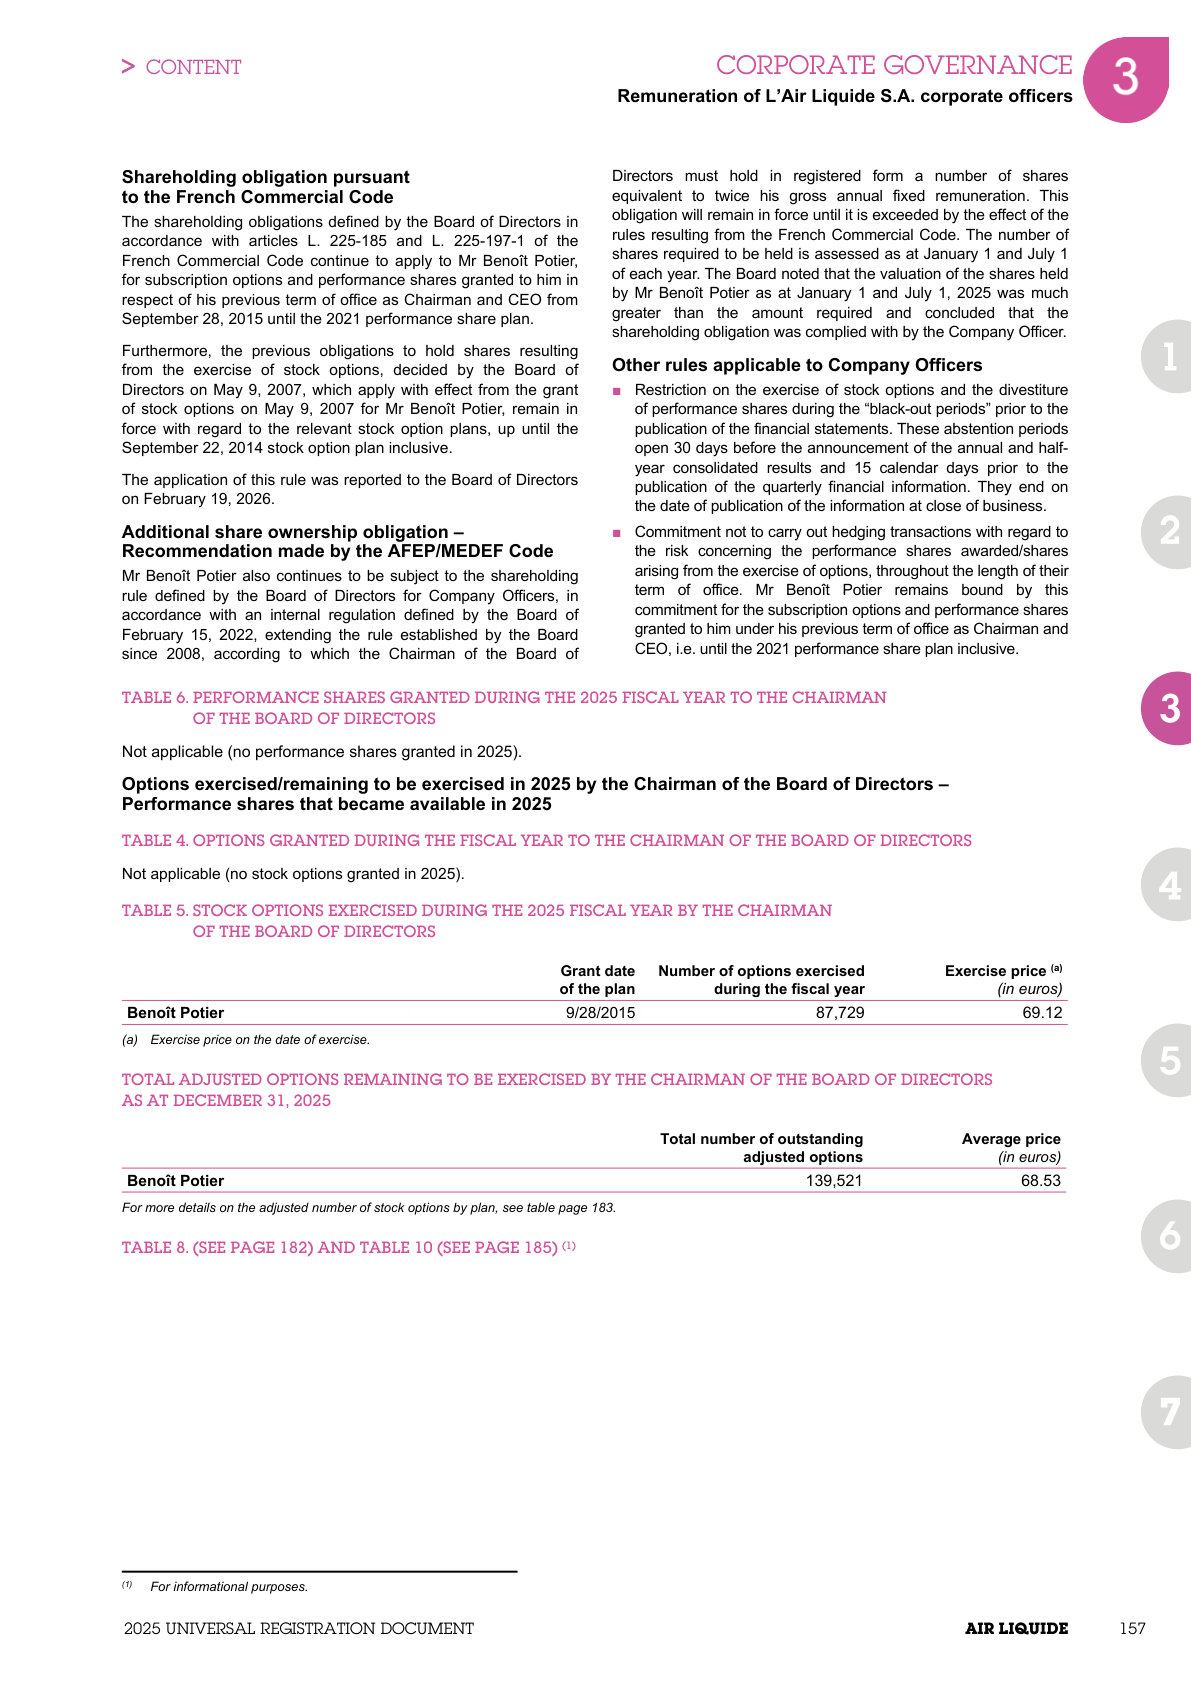 > CONTENT
CORPORATE GOVERNANCE
Remuneration of L’Air Liquide S.A. corporate officers
3
Shareholding obligation pursuant
to the French Commercial Code
The shareholding obligations defined by the Board of Directors in
accordance with articles L. 225-185 and L. 225-197-1 of the
French Commercial Code continue to apply to Mr Benoît Potier,
for subscription options and performance shares granted to him in
respect of his previous term of office as Chairman and CEO from
September 28, 2015 until the 2021 performance share plan.
Furthermore, the previous obligations to hold shares resulting
from the exercise of stock options, decided by the Board of
Directors on May 9, 2007, which apply with effect from the grant
of stock options on May 9, 2007 for Mr Benoît Potier, remain in
force with regard to the relevant stock option plans, up until the
September 22, 2014 stock option plan inclusive.
The application of this rule was reported to the Board of Directors
on February 19, 2026.
Additional share ownership obligation –
Recommendation made by the AFEP/MEDEF Code
Mr Benoît Potier also continues to be subject to the shareholding
rule defined by the Board of Directors for Company Officers, in
accordance with an internal regulation defined by the Board of
February 15, 2022, extending the rule established by the Board
since 2008, according to which the Chairman of the Board of
Directors must hold in registered form a number of shares
equivalent to twice his gross annual fixed remuneration. This
obligation will remain in force until it is exceeded by the effect of the
rules resulting from the French Commercial Code. The number of
shares required to be held is assessed as at January 1 and July 1
of each year. The Board noted that the valuation of the shares held
by Mr Benoît Potier as at January 1 and July 1, 2025 was much
greater than the amount required and concluded that the
shareholding obligation was complied with by the Company Officer.
Other rules applicable to Company Officers
■ Restriction on the exercise of stock options and the divestiture
of performance shares during the “black-out periods” prior to the
publication of the financial statements. These abstention periods
open 30 days before the announcement of the annual and half-
year consolidated results and 15 calendar days prior to the
publication of the quarterly financial information. They end on
the date of publication of the information at close of business.
■ Commitment not to carry out hedging transactions with regard to
the risk concerning the performance shares awarded/shares
arising from the exercise of options, throughout the length of their
term of office. Mr Benoît Potier remains bound by this
commitment for the subscription options and performance shares
granted to him under his previous term of office as Chairman and
CEO, i.e. until the 2021 performance share plan inclusive.
TABLE 6. PERFORMANCE SHARES GRANTED DURING THE 2025 FISCAL YEAR TO THE CHAIRMAN
OF THE BOARD OF DIRECTORS
Not applicable (no performance shares granted in 2025).
Options exercised/remaining to be exercised in 2025 by the Chairman of the Board of Directors –
Performance shares that became available in 2025
TABLE 4. OPTIONS GRANTED DURING THE FISCAL YEAR TO THE CHAIRMAN OF THE BOARD OF DIRECTORS
Not applicable (no stock options granted in 2025).
TABLE 5. STOCK OPTIONS EXERCISED DURING THE 2025 FISCAL YEAR BY THE CHAIRMAN
OF THE BOARD OF DIRECTORS
Grant date Number of options exercised Exercise price (a)
of the plan during the fiscal year (in euros)
Benoît Potier 9/28/2015 87,729 69.12
(a) Exercise price on the date of exercise.
TOTAL ADJUSTED OPTIONS REMAINING TO BE EXERCISED BY THE CHAIRMAN OF THE BOARD OF DIRECTORS
AS AT DECEMBER 31, 2025
Total number of outstanding Average price
adjusted options (in euros)
Benoît Potier 139,521 68.53
For more details on the adjusted number of stock options by plan, see table page 183.
TABLE 8. (SEE PAGE 182) AND TABLE 10 (SEE PAGE 185) (1)
1
2
3
4
5
6
7
(1) For informational purposes.
2025 UNIVERSAL REGISTRATION DOCUMENT
AIR LIQUIDE 157